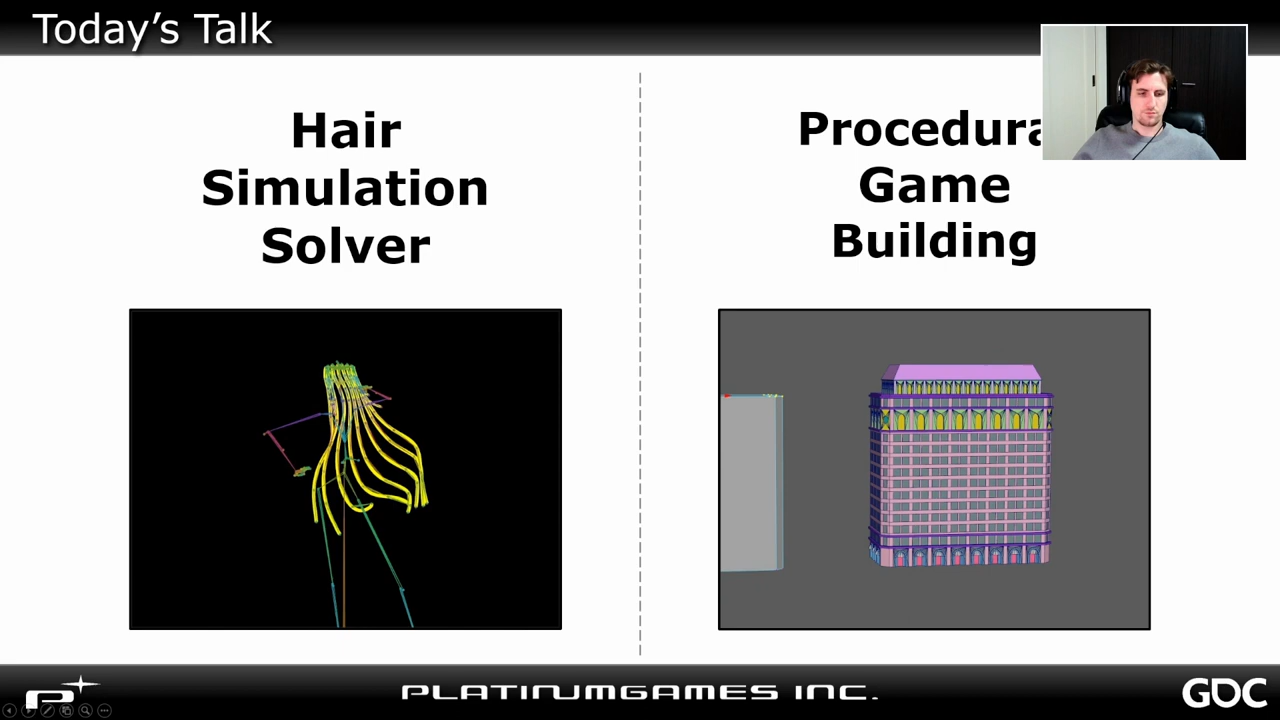 Today's Talk
Hair
Simulation
Solver
Procedura
Game
Building
PLATINUMGAMES INC.
GDC